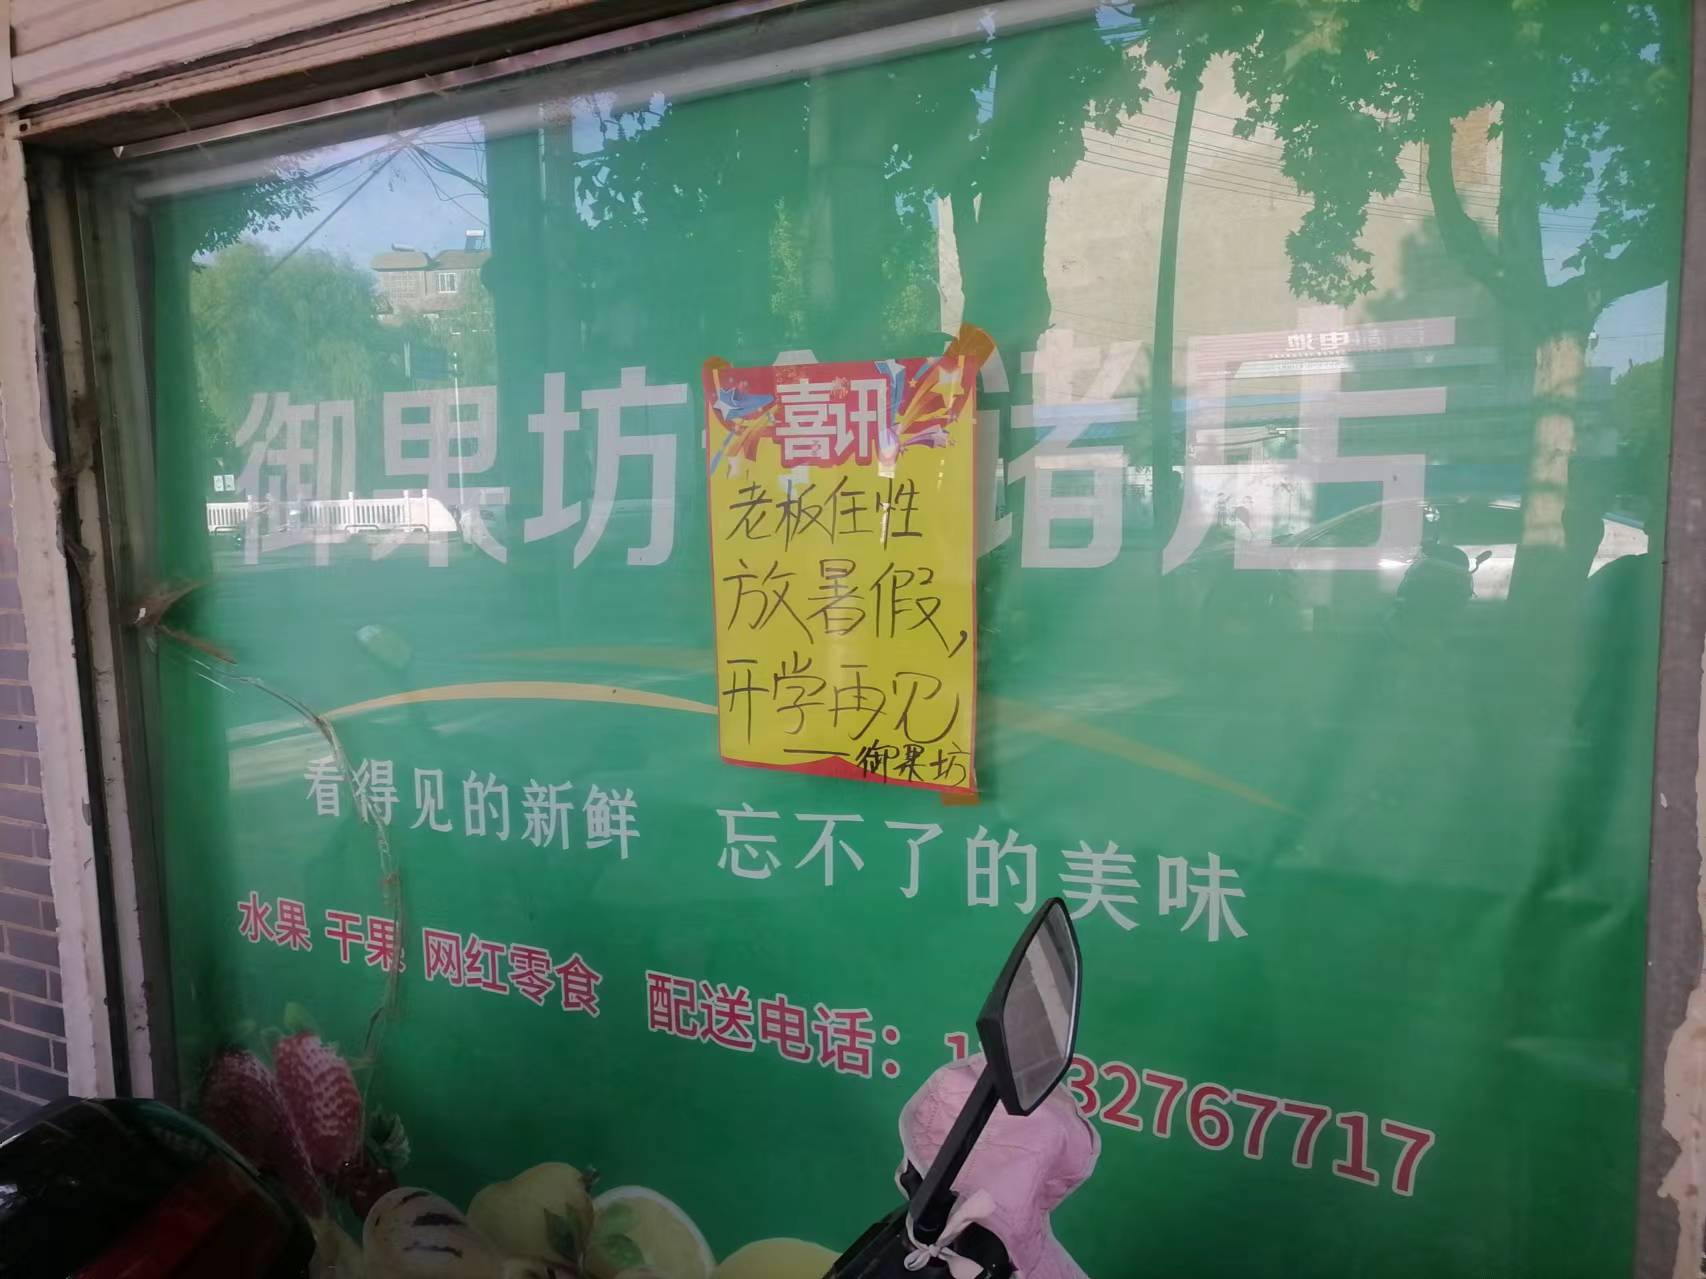 御果坊
储店
喜讯
老板任性
放暑假,
开学再见
——御果坊
看得见的新鲜 忘不了的美味
水果 干果 网红零食 配送电话: 1
32767717